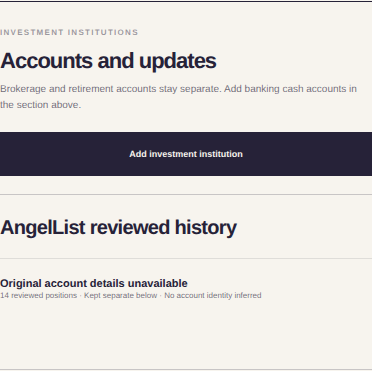 INVESTMENT INSTITUTIONS
Accounts and updates
Brokerage and retirement accounts stay separate. Add banking cash accounts in
the section above.
Add investment institution
AngelList reviewed history
Original account details unavailable
14 reviewed positions · Kept separate below · No account identity inferred